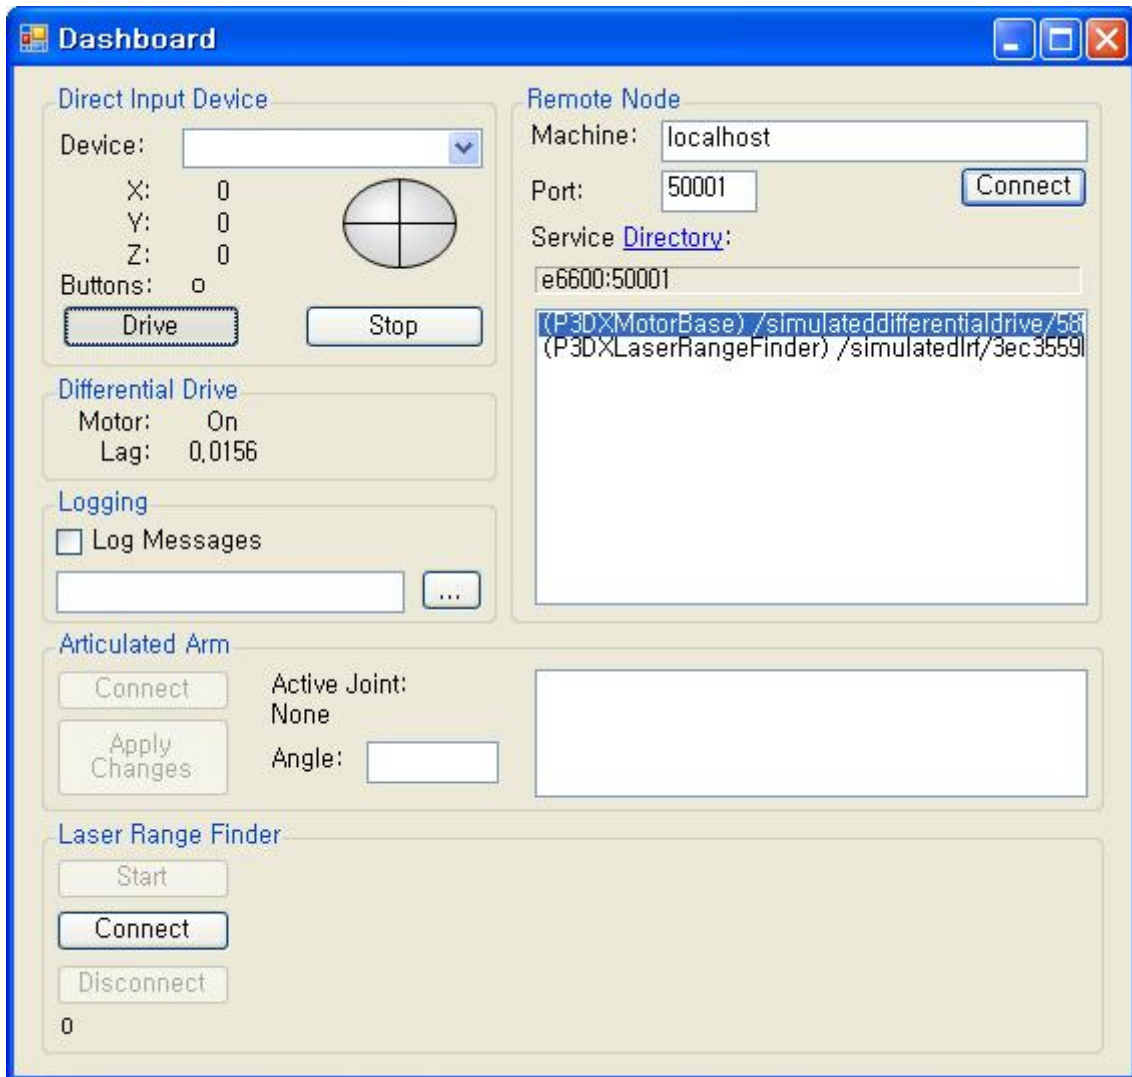 Dashboard
Direct Input Device
Device:
X: 0
Y: 0
Z: 0
Buttons: o
Drive
Stop
Differential Drive
Motor: On
Lag: 0,0156
Logging
Log Messages
...
Remote Node
Machine: localhost
Port: 50001
Connect
Service Directory:
e6600:50001
(P3DXMotorBase) /simulateddifferentialdrive/58
(P3DXLaserRangeFinder) /simulatedlrf/3ec3559
Articulated Arm
Connect
Apply
Changes
Active Joint:
None
Angle:
Laser Range Finder
Start
Connect
Disconnect
0